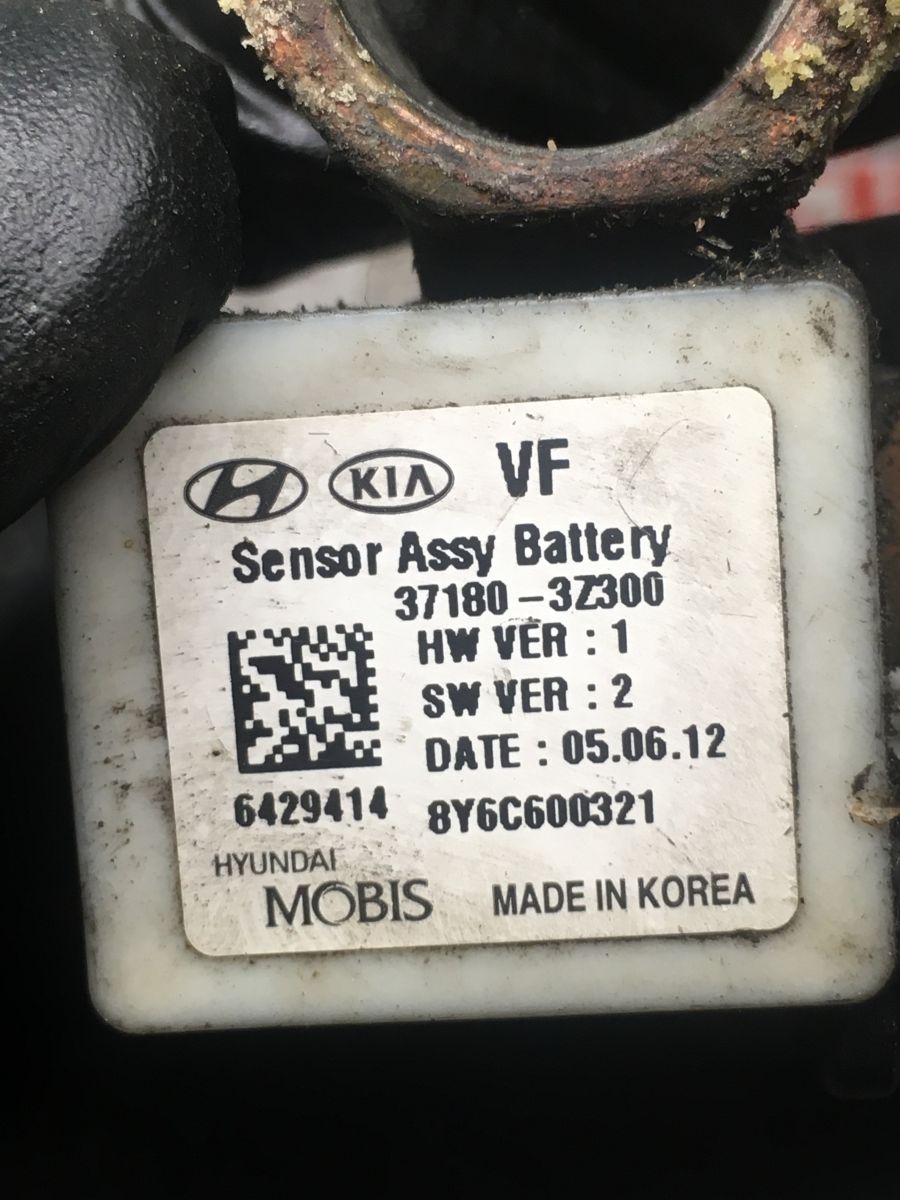 KIA VF
Sensor Assy Battery
37180-3Z300
HW VER : 1
SW VER : 2
DATE : 05.06.12
6429414 8Y6C600321
HYUNDAI
MOBIS MADE IN KOREA